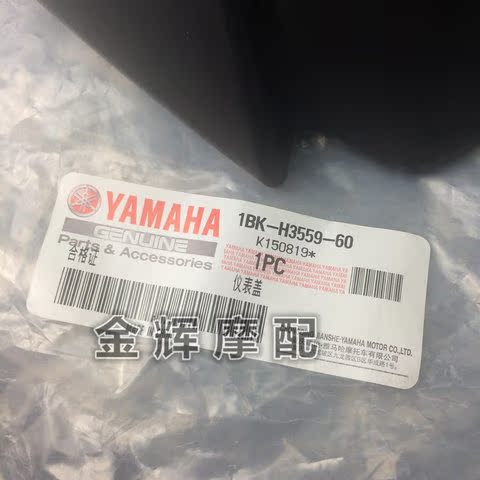 YAMAHA
GENUINE
Parts & Accessories
合格证
1BK-H3559-60
K150819*
1PC
仪表盖
YAMAHA MOTOR CO.,LTD.
金辉摩配